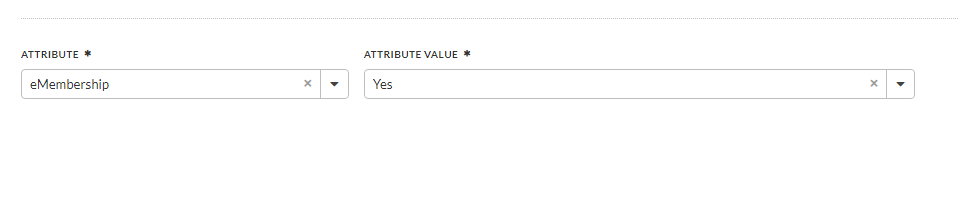 ATTRIBUTE * ATTRIBUTE VALUE *
eMembership × Yes ×